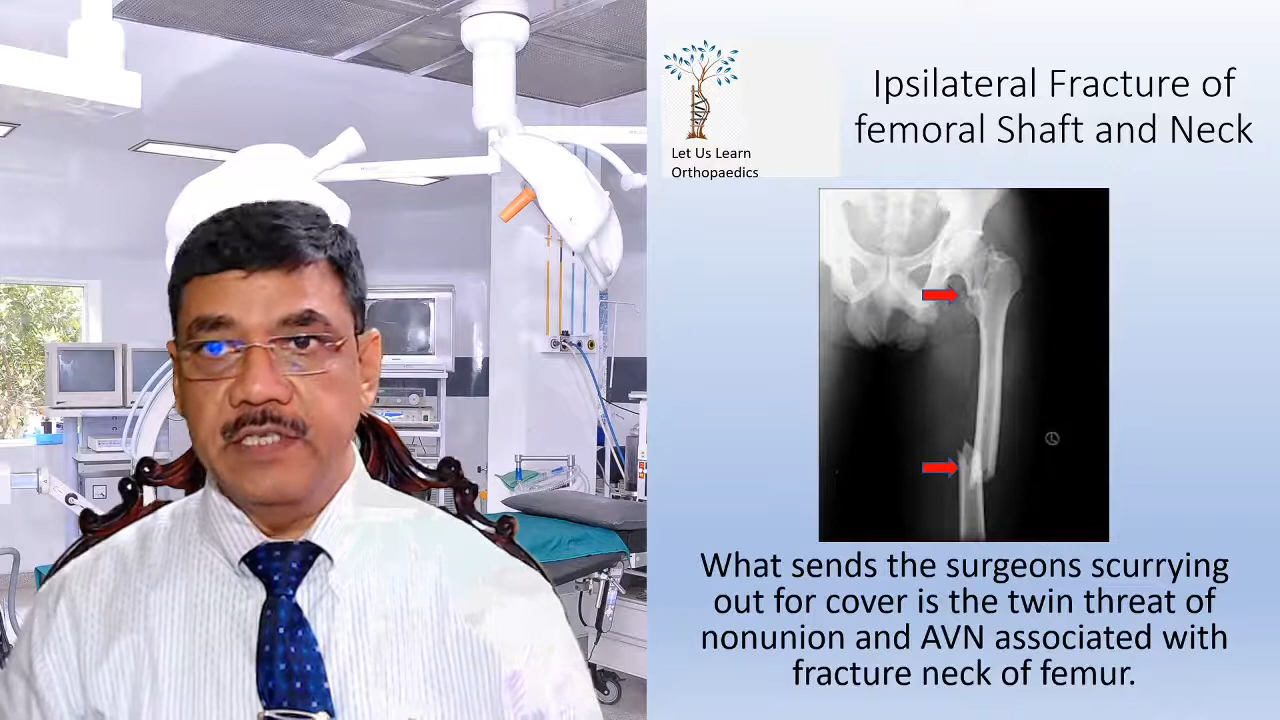 Let Us Learn
Orthopaedics
Ipsilateral Fracture of
femoral Shaft and Neck
What sends the surgeons scurrying
out for cover is the twin threat of
nonunion and AVN associated with
fracture neck of femur.